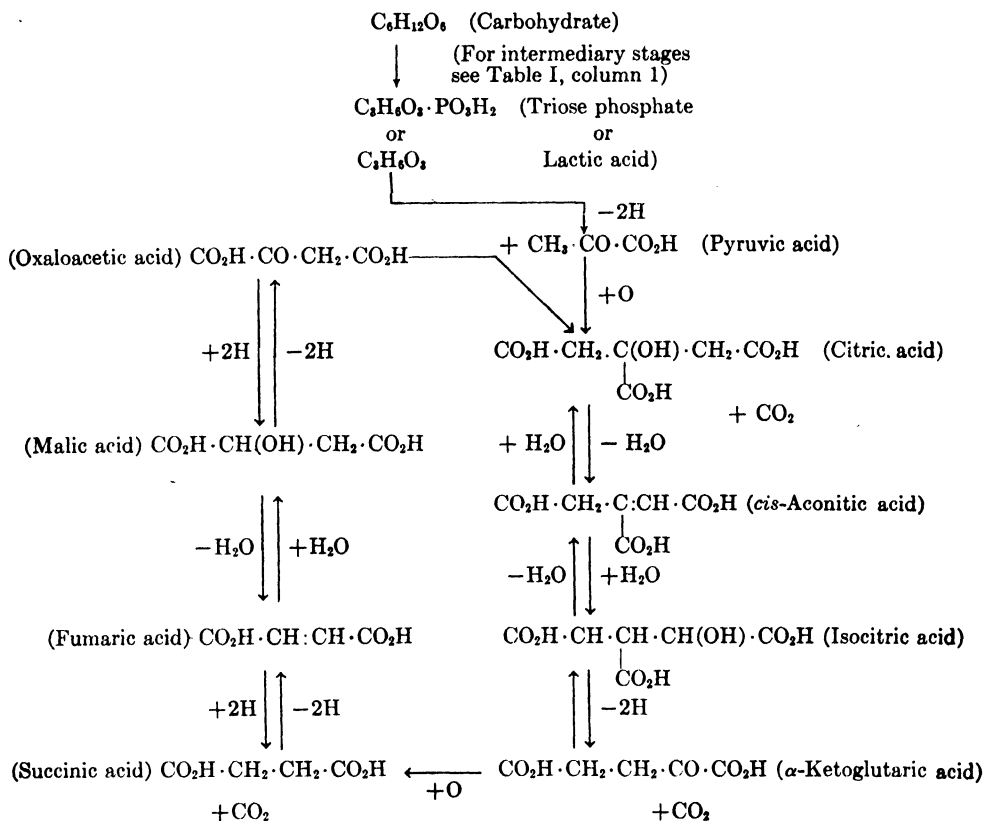 C₆H₁₂O₆ (Carbohydrate)
(For intermediary stages
see Table I, column 1)
C₃H₆O₃·PO₃H₂ (Triose phosphate
or or
C₃H₆O₃ Lactic acid)
−2H
(Oxaloacetic acid) CO₂H·CO·CH₂·CO₂H + CH₃·CO·CO₂H (Pyruvic acid)
+O
+2H −2H
CO₂H·CH₂.C(OH)·CH₂·CO₂H (Citric. acid)
CO₂H
+ CO₂
(Malic acid) CO₂H·CH(OH)·CH₂·CO₂H
+ H₂O − H₂O
CO₂H·CH₂·C:CH·CO₂H (cis-Aconitic acid)
CO₂H
−H₂O +H₂O
−H₂O +H₂O
(Fumaric acid) CO₂H·CH:CH·CO₂H
CO₂H·CH·CH·CH(OH)·CO₂H (Isocitric acid)
CO₂H
+2H −2H
−2H
(Succinic acid) CO₂H·CH₂·CH₂·CO₂H
+O
CO₂H·CH₂·CH₂·CO·CO₂H (α-Ketoglutaric acid)
+CO₂ +CO₂